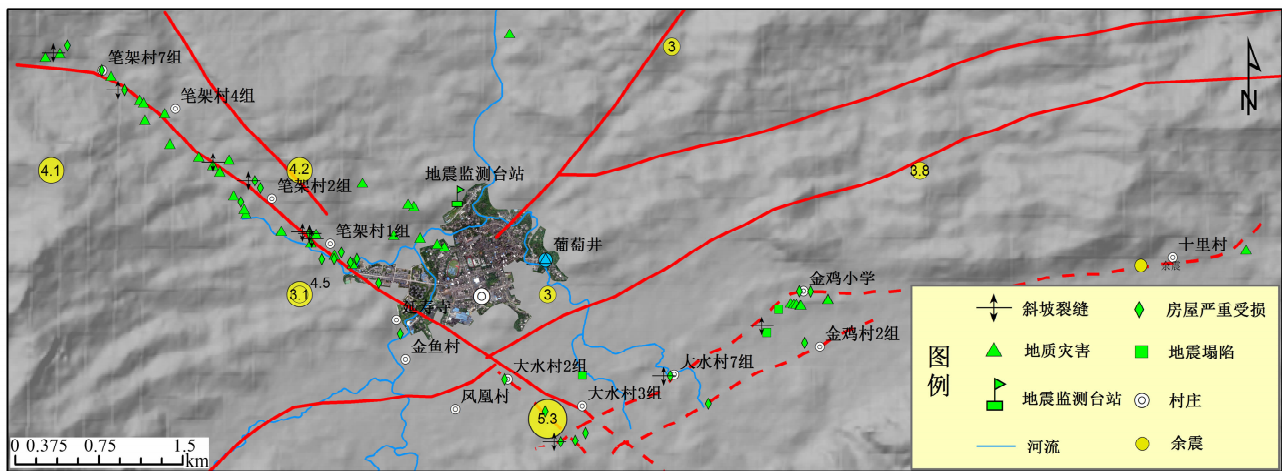 3
笔架村7组
笔架村4组
N
4.1
4.2
3.8
地震监测台站
笔架村2组
笔架村1组
葡萄井
十里村
余震
4.5
3.1
3
金鸡小学
延寿寺
金鱼村
金鸡村2组
大水村2组
大水村7组
大水村3组
凤凰村
5.3
图例
斜坡裂缝
房屋严重受损
地质灾害
地震塌陷
地震监测台站
村庄
河流
余震
0 0.375 0.75 1.5
km